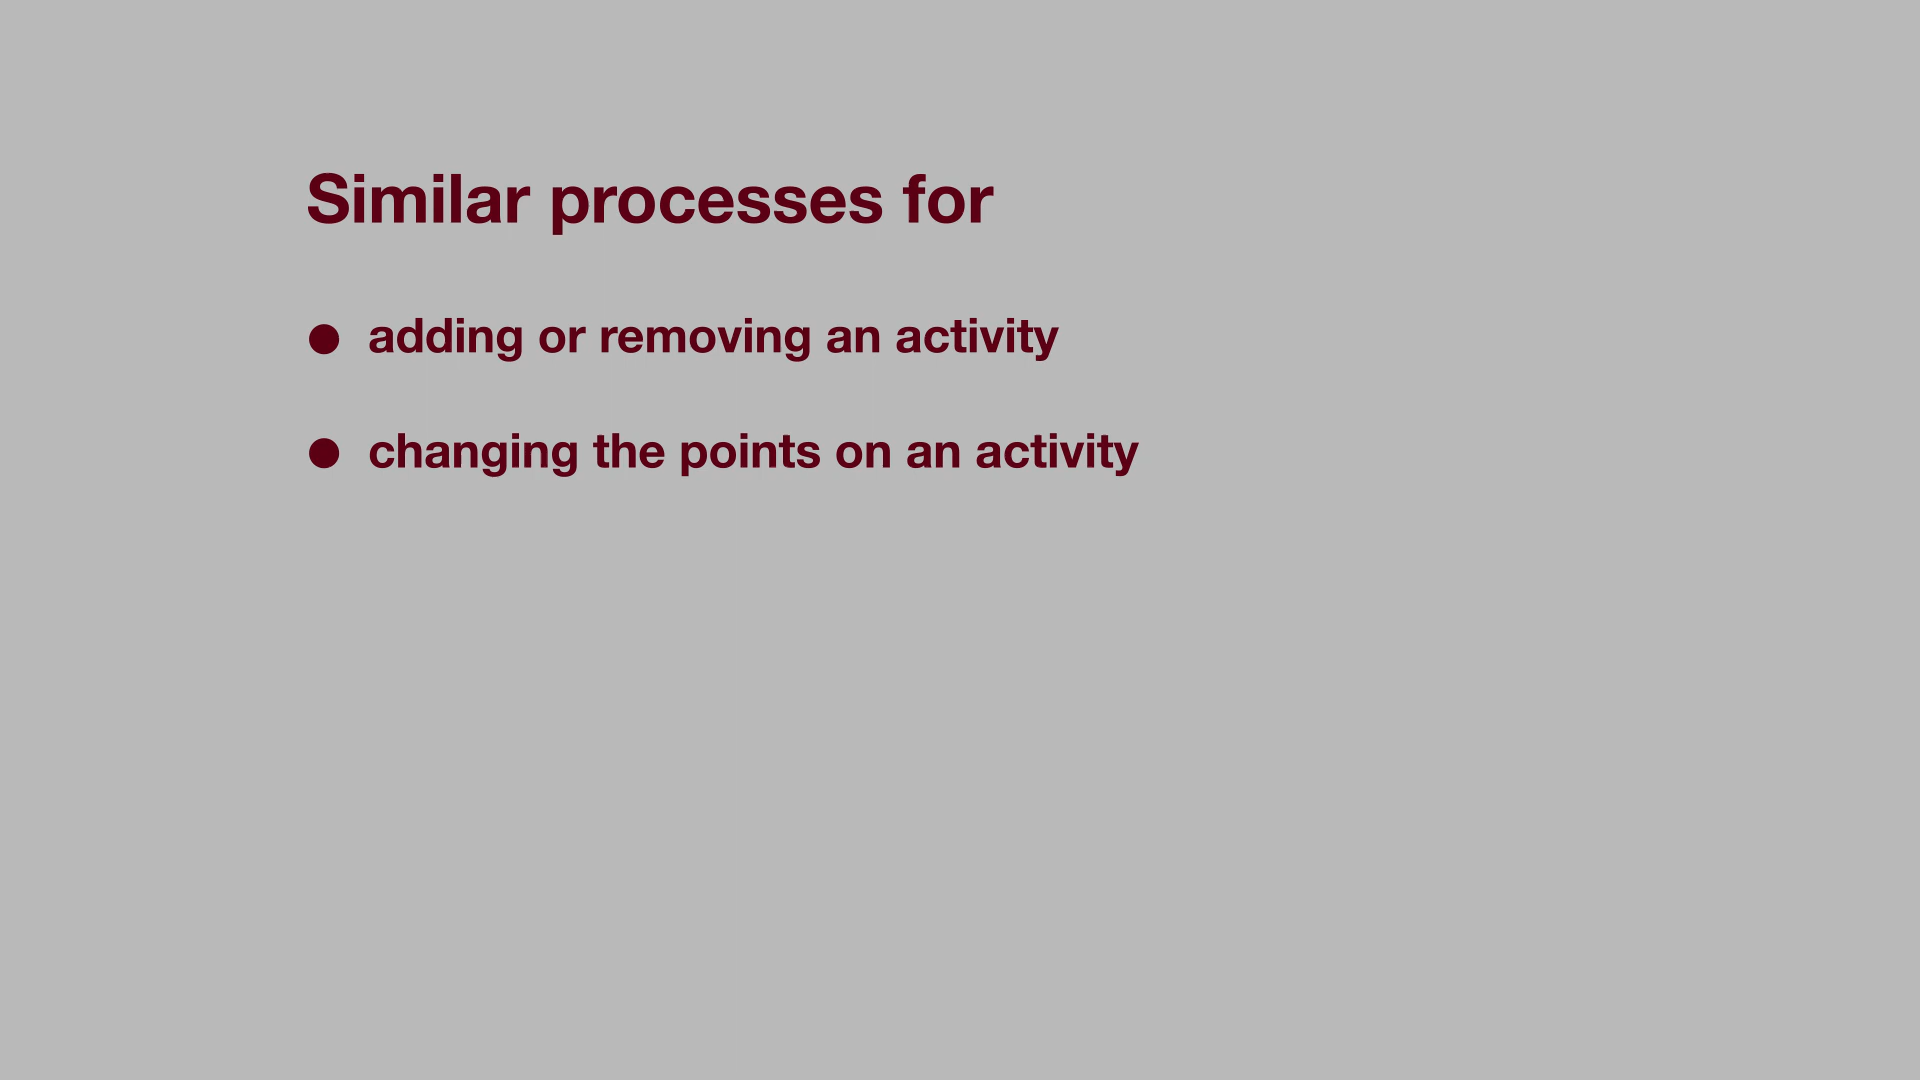 Similar processes for
● adding or removing an activity
● changing the points on an activity